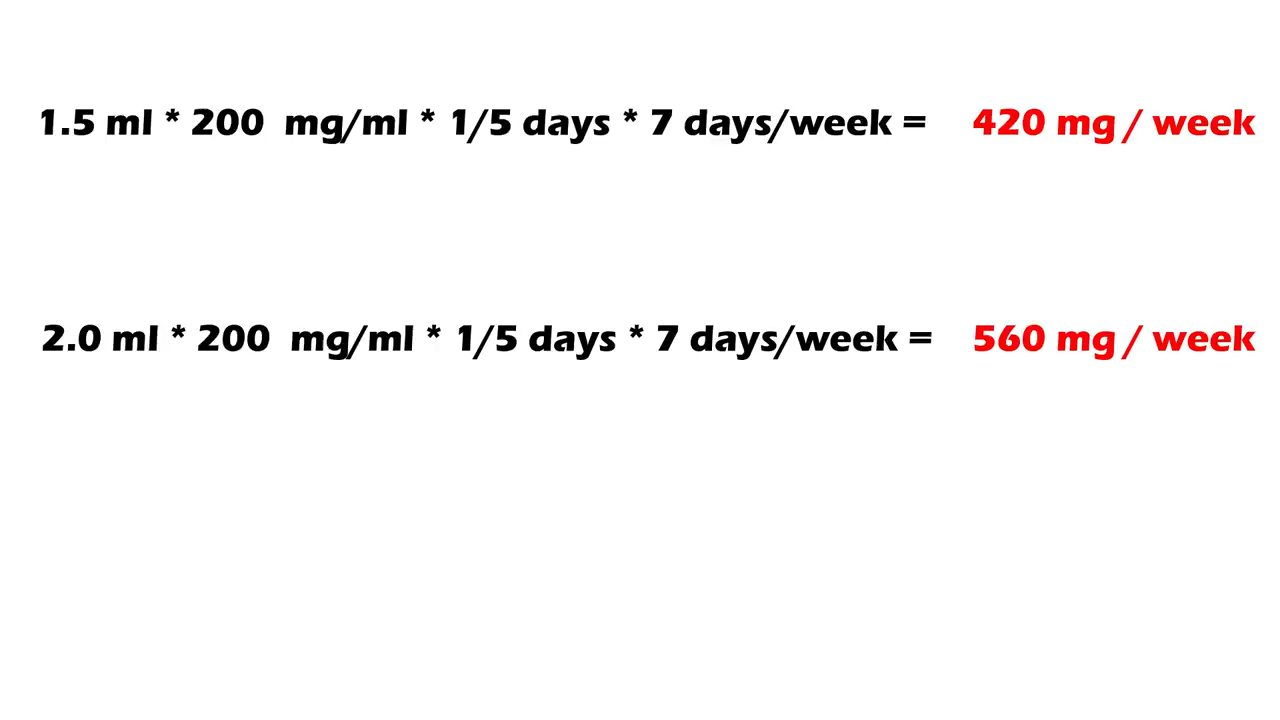 1.5 ml * 200 mg/ml * 1/5 days * 7 days/week = 420 mg / week
2.0 ml * 200 mg/ml * 1/5 days * 7 days/week = 560 mg / week